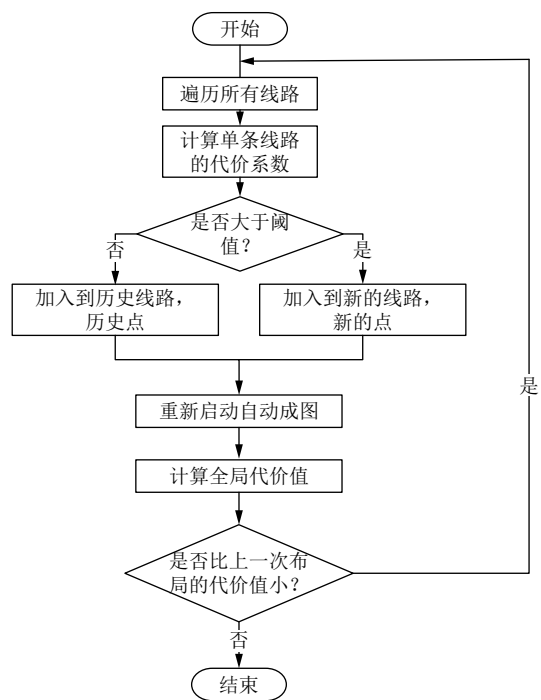 开始
遍历所有线路
计算单条线路
的代价系数
是否大于阈
值？
否
是
加入到历史线路，
历史点
加入到新的线路，
新的点
重新启动自动成图
计算全局代价值
是否比上一次布
局的代价值小？
是
否
结束